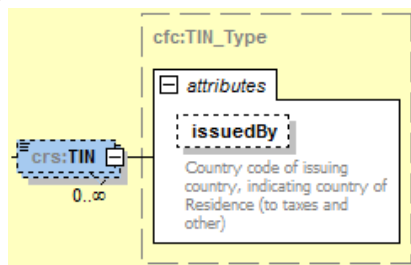 cfc:TIN_Type
attributes
issuedBy
Country code of issuing
country, indicating country of
Residence (to taxes and
other)
crs:TIN
0..∞